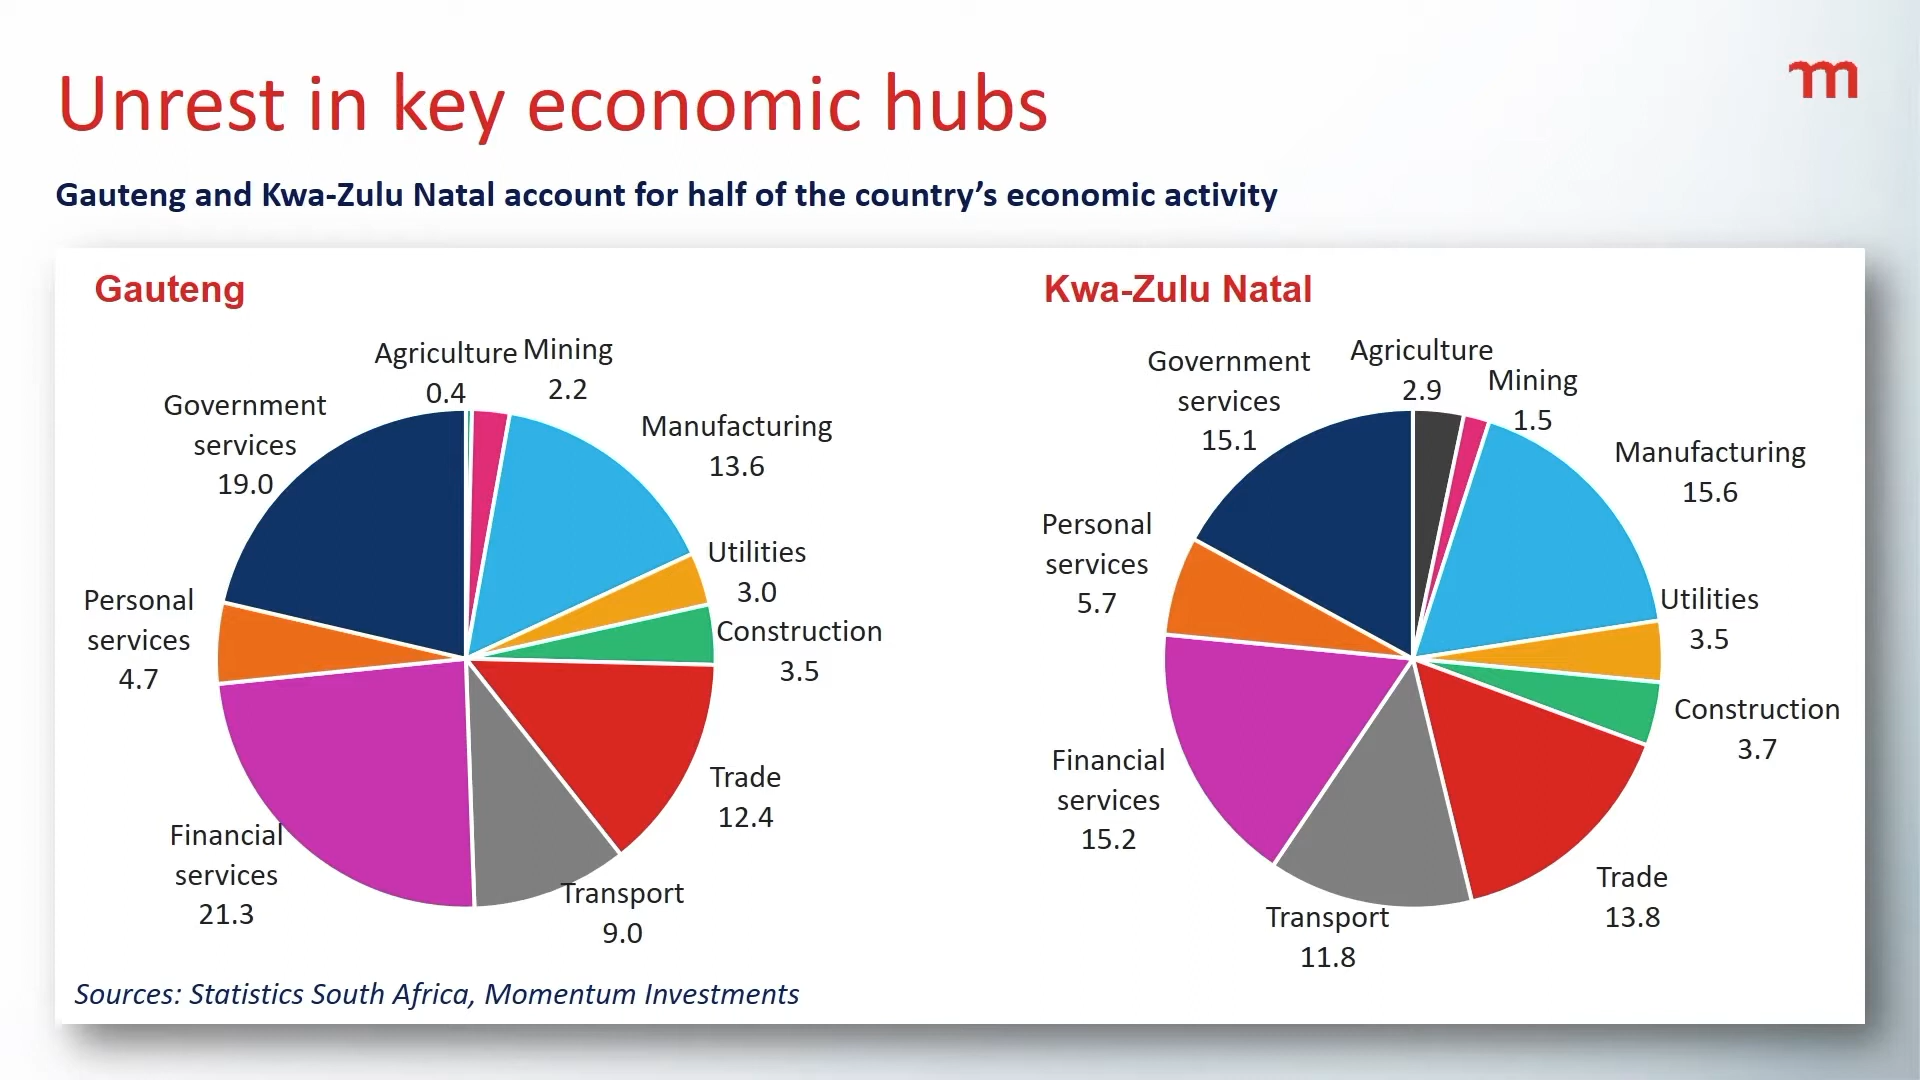 Unrest in key economic hubs
m
Gauteng and Kwa-Zulu Natal account for half of the country’s economic activity
Gauteng
Agriculture
0.4
Mining
2.2
Manufacturing
13.6
Utilities
3.0
Construction
3.5
Trade
12.4
Transport
9.0
Financial
services
21.3
Personal
services
4.7
Government
services
19.0
Kwa-Zulu Natal
Agriculture
2.9
Mining
1.5
Manufacturing
15.6
Utilities
3.5
Construction
3.7
Trade
13.8
Transport
11.8
Financial
services
15.2
Personal
services
5.7
Government
services
15.1
Sources: Statistics South Africa, Momentum Investments